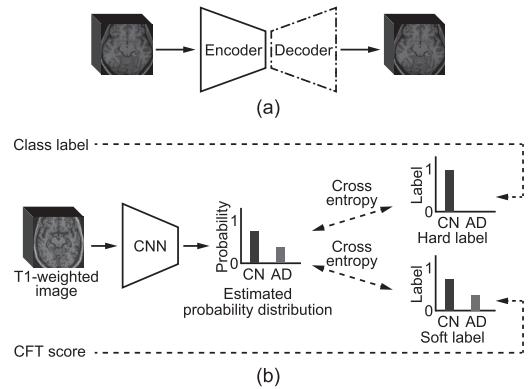 Encoder
Decoder
(a)
Class label
T1-weighted
image
CNN
Probability
1
0
CN AD
Estimated
probability distribution
Cross
entropy
Cross
entropy
Label
1
0
CN AD
Hard label
Label
1
0
CN AD
Soft label
CFT score
(b)